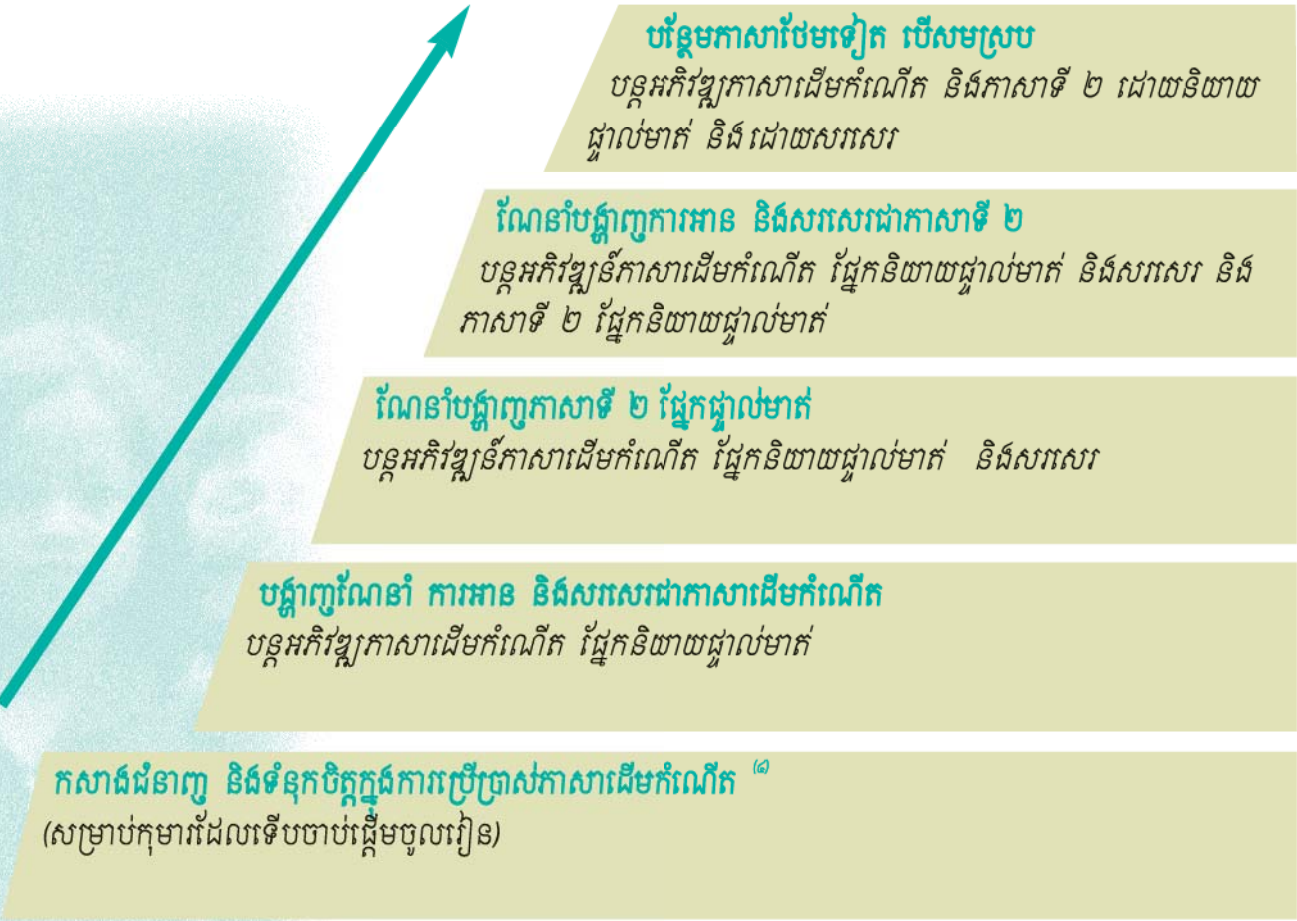 បន្ថែមភាសាថែមទៀត បើសមស្រប
បន្តអភិវឌ្ឍភាសាដើមកំណើត និងភាសាទី ២ ដោយនិយាយ
ផ្ទាល់មាត់ និងដោយសរសេរ
ណែនាំបង្ហាញការអាន និងសរសេរជាភាសាទី ២
បន្តអភិវឌ្ឍន៍ភាសាដើមកំណើត ផ្នែកនិយាយផ្ទាល់មាត់ និងសរសេរ និង
ភាសាទី ២ ផ្នែកនិយាយផ្ទាល់មាត់
ណែនាំបង្ហាញភាសាទី ២ ផ្នែកផ្ទាល់មាត់
បន្តអភិវឌ្ឍន៍ភាសាដើមកំណើត ផ្នែកនិយាយផ្ទាល់មាត់ និងសរសេរ
បង្ហាញណែនាំ ការអាន និងសរសេរជាភាសាដើមកំណើត
បន្តអភិវឌ្ឍភាសាដើមកំណើត ផ្នែកនិយាយផ្ទាល់មាត់
កសាងជំនាញ និងទំនុកចិត្តក្នុងការប្រើប្រាស់ភាសាដើមកំណើត (៤)
(សម្រាប់កុមារដែលទើបចាប់ផ្តើមចូលរៀន)